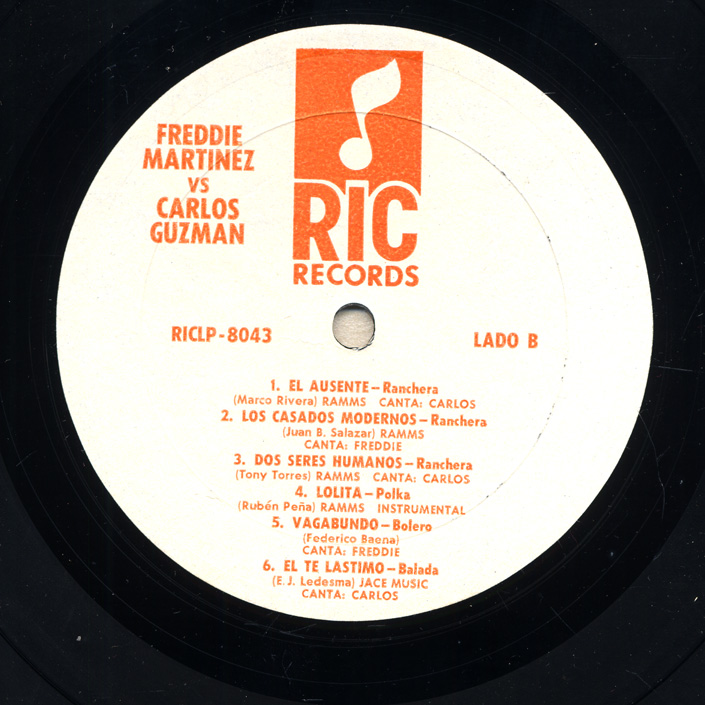 FREDDIE
MARTINEZ
VS
CARLOS
GUZMAN
RIC
RECORDS
RICLP-8043
LADO B
1. EL AUSENTE – Ranchera
(Marco Rivera) RAMMS CANTA: CARLOS
2. LOS CASADOS MODERNOS – Ranchera
(Juan B. Salazar) RAMMS
CANTA: FREDDIE
3. DOS SERES HUMANOS – Ranchera
(Tony Torres) RAMMS CANTA: CARLOS
4. LOLITA – Polka
(Rubén Peña) RAMMS INSTRUMENTAL
5. VAGABUNDO – Bolero
(Federico Baena)
CANTA: FREDDIE
6. EL TE LASTIMO – Balada
(E. J. Ledesma) JACE MUSIC
CANTA: CARLOS